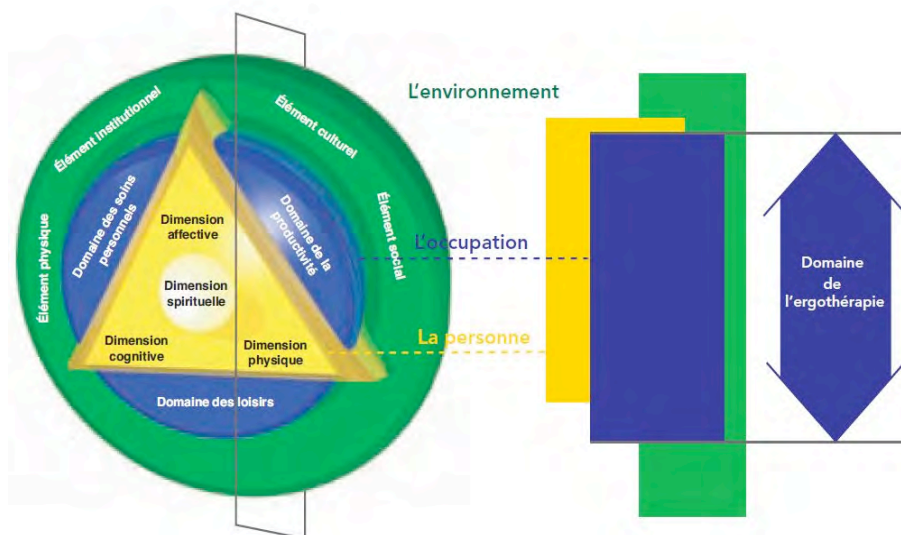 Élément institutionnel
Élément culturel
Élément physique
Élément social
Domaine des soins
personnels
Domaine de la
productivité
Dimension
affective
Dimension
spirituelle
Dimension
cognitive
Dimension
physique
Domaine des loisirs
L'environnement
L'occupation
La personne
Domaine
de
l'ergothérapie